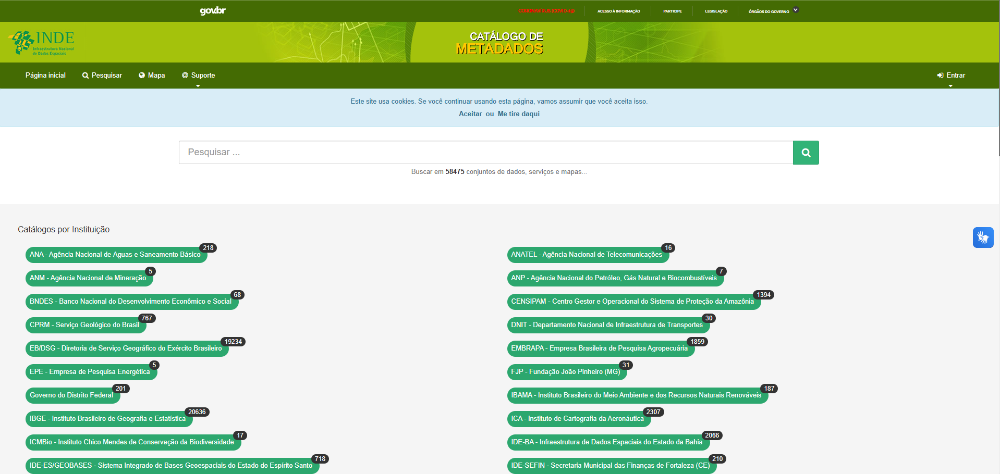 gov.br
CORONAVÍRUS (COVID-19)
ACESSO À INFORMAÇÃO
PARTICIPE
LEGISLAÇÃO
ÓRGÃOS DO GOVERNO
INDE
Infraestrutura Nacional
de Dados Espaciais
CATÁLOGO DE
METADADOS
Página inicial
Pesquisar
Mapa
Suporte
Entrar
Este site usa cookies. Se você continuar usando esta página, vamos assumir que você aceita isso.
Aceitar ou Me tire daqui
Pesquisar ...
Buscar em 58475 conjuntos de dados, serviços e mapas...
Catálogos por Instituição
ANA - Agência Nacional de Aguas e Saneamento Básico 218
ANATEL - Agência Nacional de Telecomunicações 16
ANM - Agência Nacional de Mineração 5
ANP - Agência Nacional do Petróleo, Gás Natural e Biocombustíveis 7
BNDES - Banco Nacional do Desenvolvimento Econômico e Social 68
CENSIPAM - Centro Gestor e Operacional do Sistema de Proteção da Amazônia 1394
CPRM - Serviço Geológico do Brasil 767
DNIT - Departamento Nacional de Infraestrutura de Transportes 30
EB/DSG - Diretoria de Serviço Geográfico do Exército Brasileiro 19234
EMBRAPA - Empresa Brasileira de Pesquisa Agropecuária 1859
EPE - Empresa de Pesquisa Energética 5
FJP - Fundação João Pinheiro (MG) 31
Governo do Distrito Federal 201
IBAMA - Instituto Brasileiro do Meio Ambiente e dos Recursos Naturais Renováveis 187
IBGE - Instituto Brasileiro de Geografia e Estatística 20636
ICA - Instituto de Cartografia da Aeronáutica 2307
ICMBio - Instituto Chico Mendes de Conservação da Biodiversidade 17
IDE-BA - Infraestrutura de Dados Espaciais do Estado da Bahia 2066
IDE-ES/GEOBASES - Sistema Integrado de Bases Geoespaciais do Estado do Espírito Santo 718
IDE-SEFIN - Secretaria Municipal das Finanças de Fortaleza (CE) 210